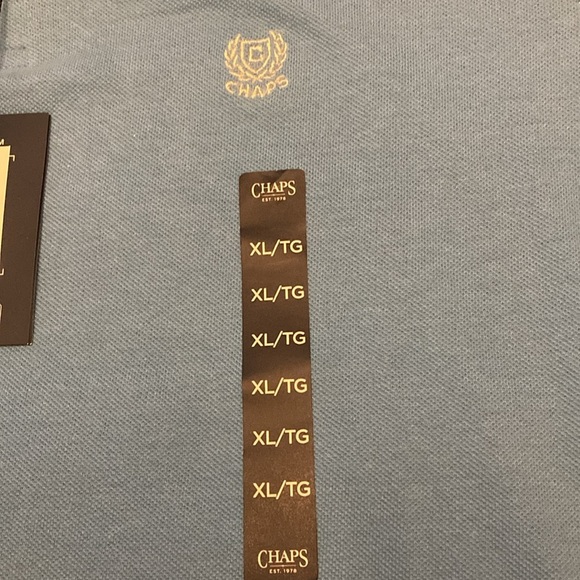 C
CHAPS
M
CHAPS
EST. 1978
XL/TG
XL/TG
XL/TG
XL/TG
XL/TG
XL/TG
CHAPS
EST. 1978